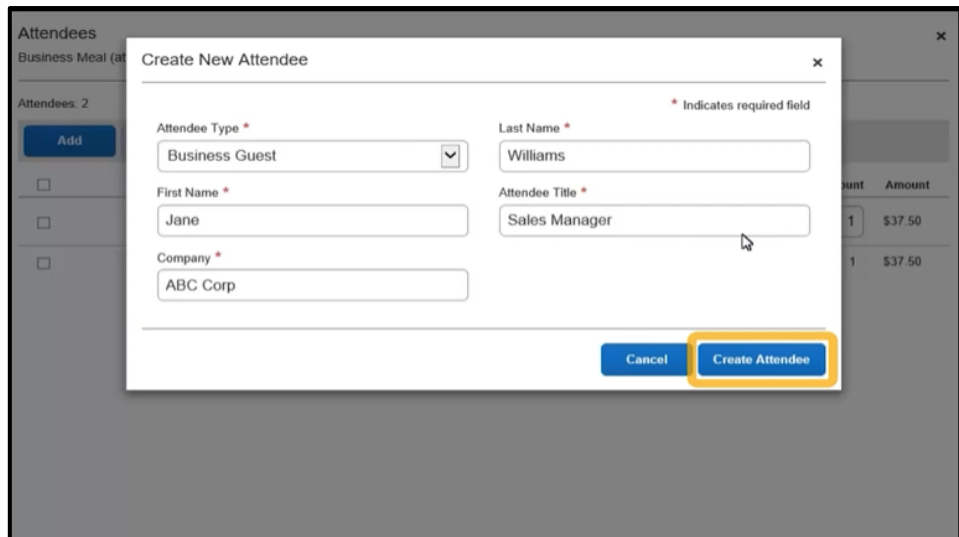 Attendees
Business Meal (at
Attendees: 2
Add
Create New Attendee
* Indicates required field
Attendee Type *
Business Guest
Last Name *
Williams
First Name *
Jane
Attendee Title *
Sales Manager
Company *
ABC Corp
Cancel
Create Attendee
ount Amount
1 $37.50
1 $37.50